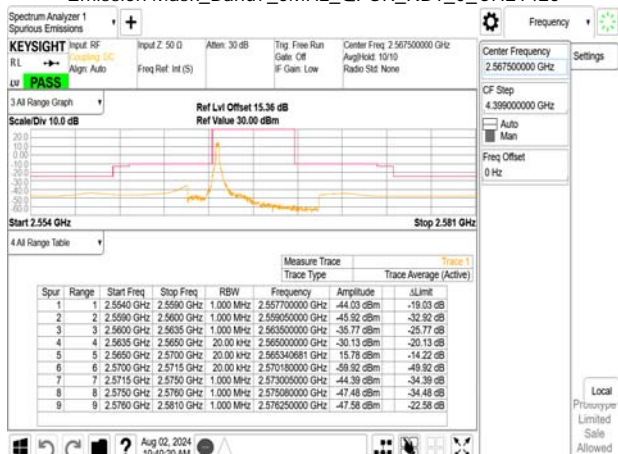 Spectrum Analyzer 1
Spurious Emissions
+
Frequency
KEYSIGHT Input: RF
RL
Coupling: DC
Align: Auto
Input Z: 50 Ω
Freq Ref: Int (S)
Atten: 30 dB
Trig: Free Run
Gate: Off
IF Gain: Low
Center Freq: 2.567500000 GHz
Avg|Hold: 10/10
Radio Std: None
PASS
Center Frequency
2.567500000 GHz
Settings
CF Step
4.399000000 GHz
Auto
Man
Freq Offset
0 Hz
3 All Range Graph
Scale/Div 10.0 dB
Ref Lvl Offset 15.36 dB
Ref Value 30.00 dBm
20.0
10.0
0.00
-10.0
-20.0
-30.0
-40.0
-50.0
-60.0
Start 2.554 GHz
Stop 2.581 GHz
4 All Range Table
Measure Trace Trace 1
Trace Type Trace Average (Active)
Spur Range Start Freq Stop Freq RBW Frequency Amplitude ΔLimit
1 1 2.5540 GHz 2.5590 GHz 1.000 MHz 2.557700000 GHz -44.03 dBm -19.03 dB
2 2 2.5590 GHz 2.5600 GHz 1.000 MHz 2.559050000 GHz -45.92 dBm -32.92 dB
3 3 2.5600 GHz 2.5635 GHz 1.000 MHz 2.563500000 GHz -35.77 dBm -25.77 dB
4 4 2.5635 GHz 2.5650 GHz 20.00 kHz 2.565000000 GHz -30.13 dBm -20.13 dB
5 5 2.5650 GHz 2.5700 GHz 20.00 kHz 2.565340681 GHz 15.78 dBm -14.22 dB
6 6 2.5700 GHz 2.5715 GHz 20.00 kHz 2.570180000 GHz -59.92 dBm -49.92 dB
7 7 2.5715 GHz 2.5750 GHz 1.000 MHz 2.573005000 GHz -44.39 dBm -34.39 dB
8 8 2.5750 GHz 2.5760 GHz 1.000 MHz 2.575080000 GHz -47.48 dBm -34.48 dB
9 9 2.5760 GHz 2.5810 GHz 1.000 MHz 2.576250000 GHz -47.58 dBm -22.58 dB
Local
Prototype
Limited
Sale
Allowed
?
Aug 02, 2024